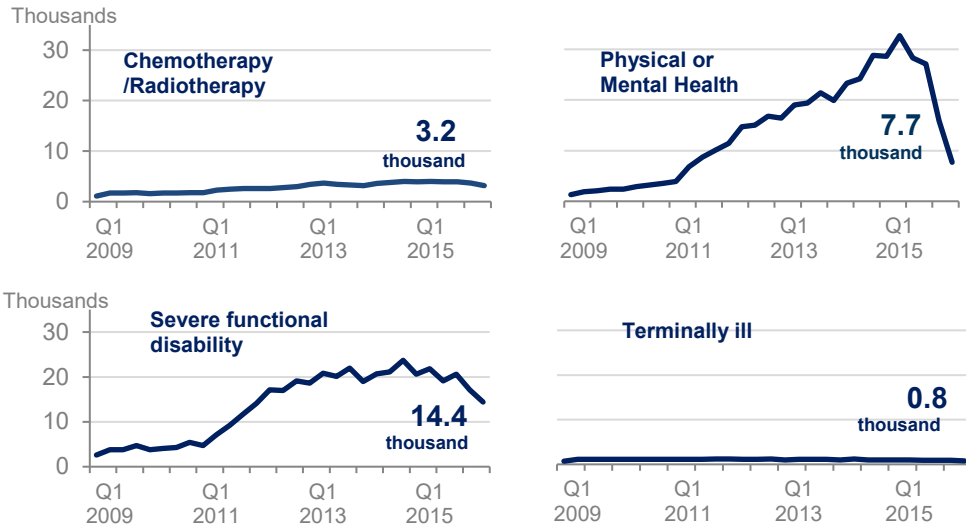 Thousands
30
20
10
0
Chemotherapy
/Radiotherapy
3.2
thousand
Q1 Q1 Q1 Q1
2009 2011 2013 2015
Physical or
Mental Health
7.7
thousand
Q1 Q1 Q1 Q1
2009 2011 2013 2015
Thousands
30
20
10
0
Severe functional
disability
14.4
thousand
Q1 Q1 Q1 Q1
2009 2011 2013 2015
Terminally ill
0.8
thousand
Q1 Q1 Q1 Q1
2009 2011 2013 2015